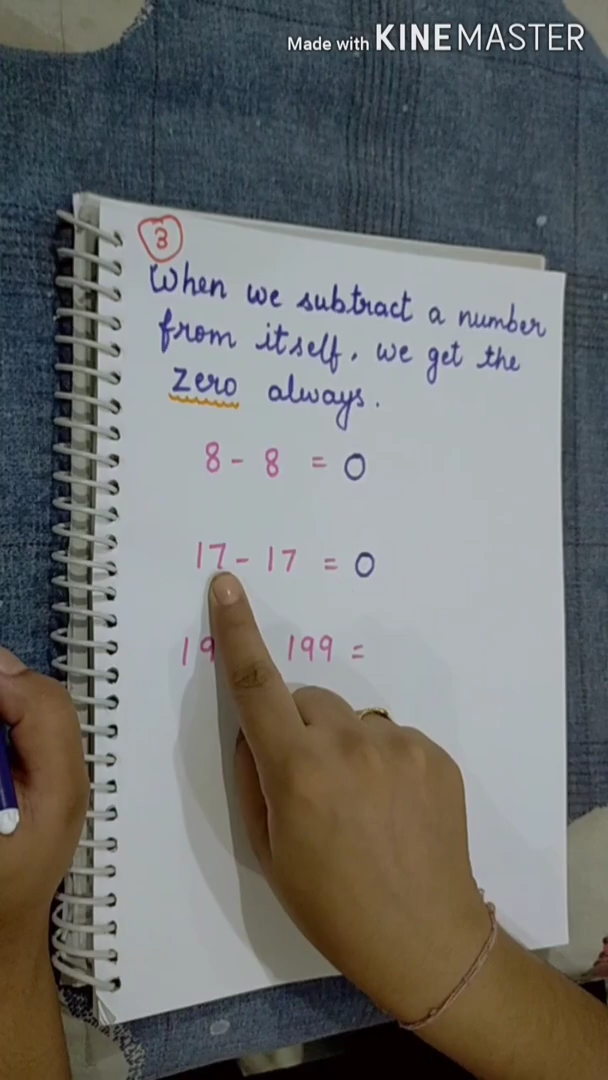 Made with KINEMASTER
3
When we subtract a number
from itself, we get the
zero always.
8 - 8 = 0
17 - 17 = 0
19 199 =